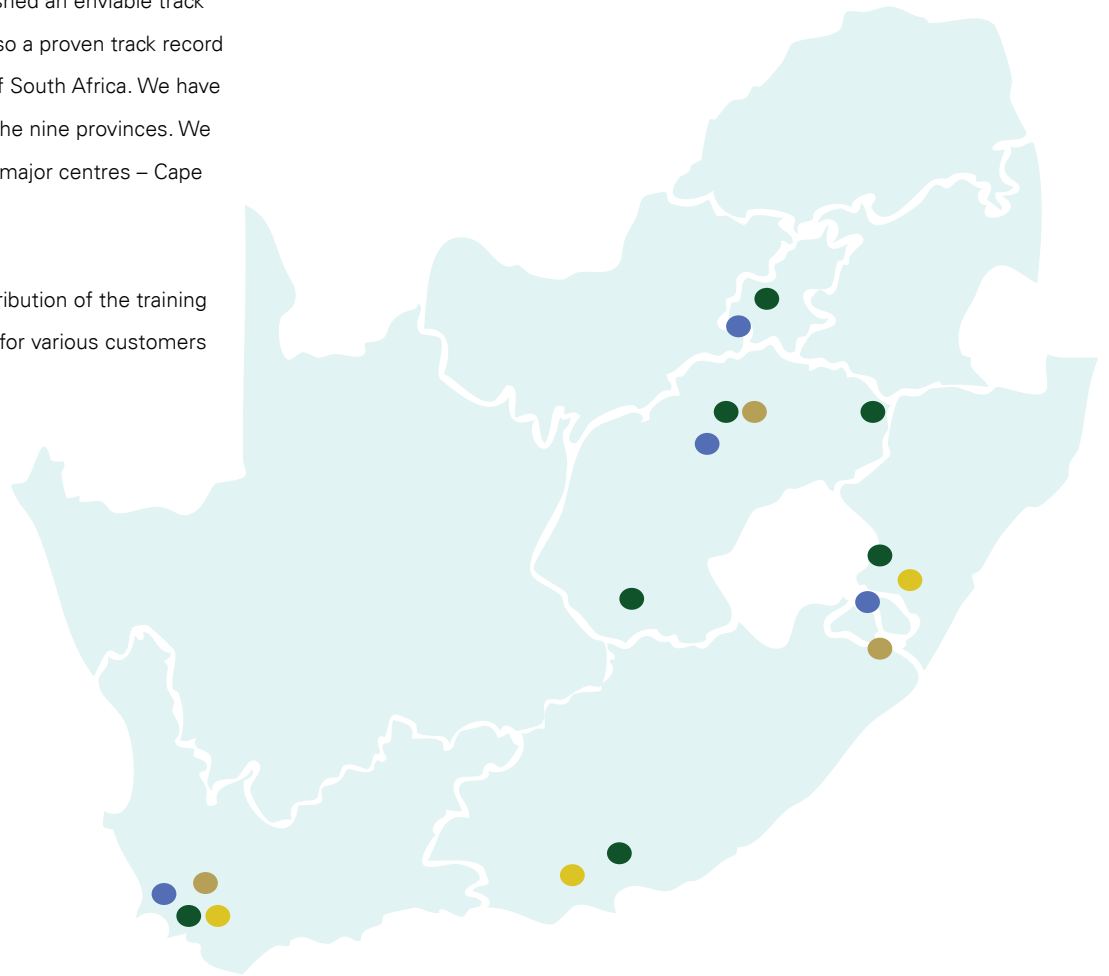 an enviable track
so a proven track record
South Africa. We have
he nine provinces. We
major centres – Cape
ribution of the training
for various customers